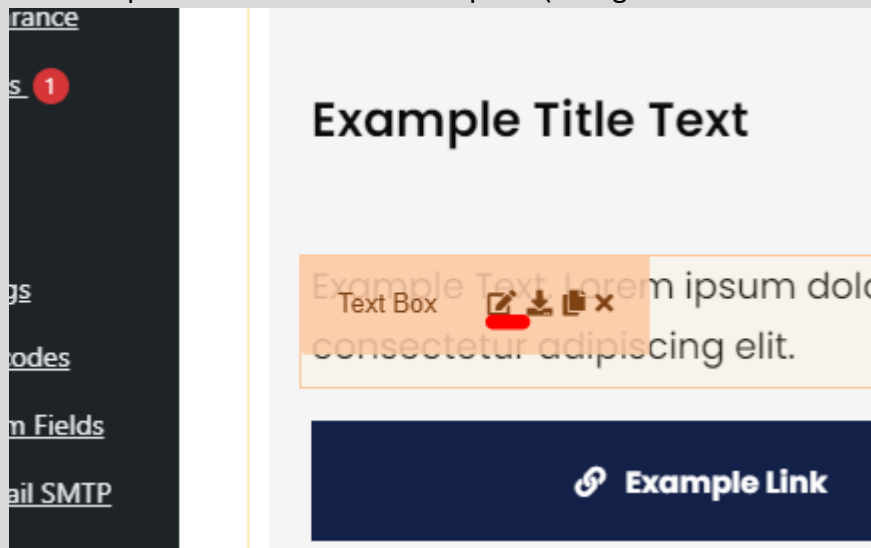 rance
s 1
Example Title Text
gs
Example Text. Lorem ipsum dolo
Text Box
consectetur adipiscing elit.
codes
m Fields
Example Link
ail SMTP